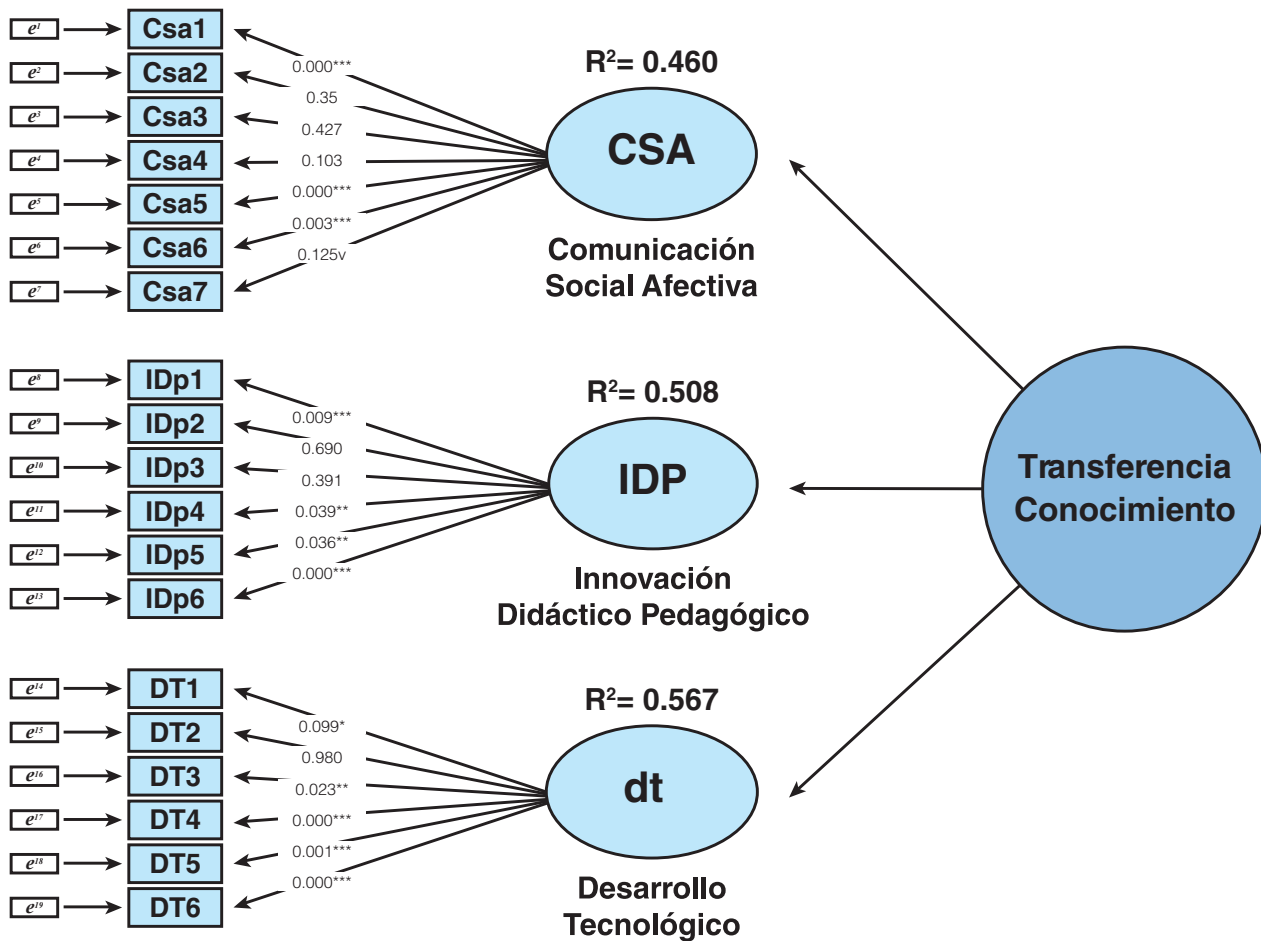 e1 Csa1
e2 Csa2
e3 Csa3
e4 Csa4
e5 Csa5
e6 Csa6
e7 Csa7
0.000***
0.35
0.427
0.103
0.000***
0.003***
0.125v
R²= 0.460
CSA
Comunicación
Social Afectiva
e8 IDp1
e9 IDp2
e10 IDp3
e11 IDp4
e12 IDp5
e13 IDp6
0.009***
0.690
0.391
0.039**
0.036**
0.000***
R²= 0.508
IDP
Innovación
Didáctico Pedagógico
e14 DT1
e15 DT2
e16 DT3
e17 DT4
e18 DT5
e19 DT6
0.099*
0.980
0.023**
0.000***
0.001***
0.000***
R²= 0.567
dt
Desarrollo
Tecnológico
Transferencia
Conocimiento